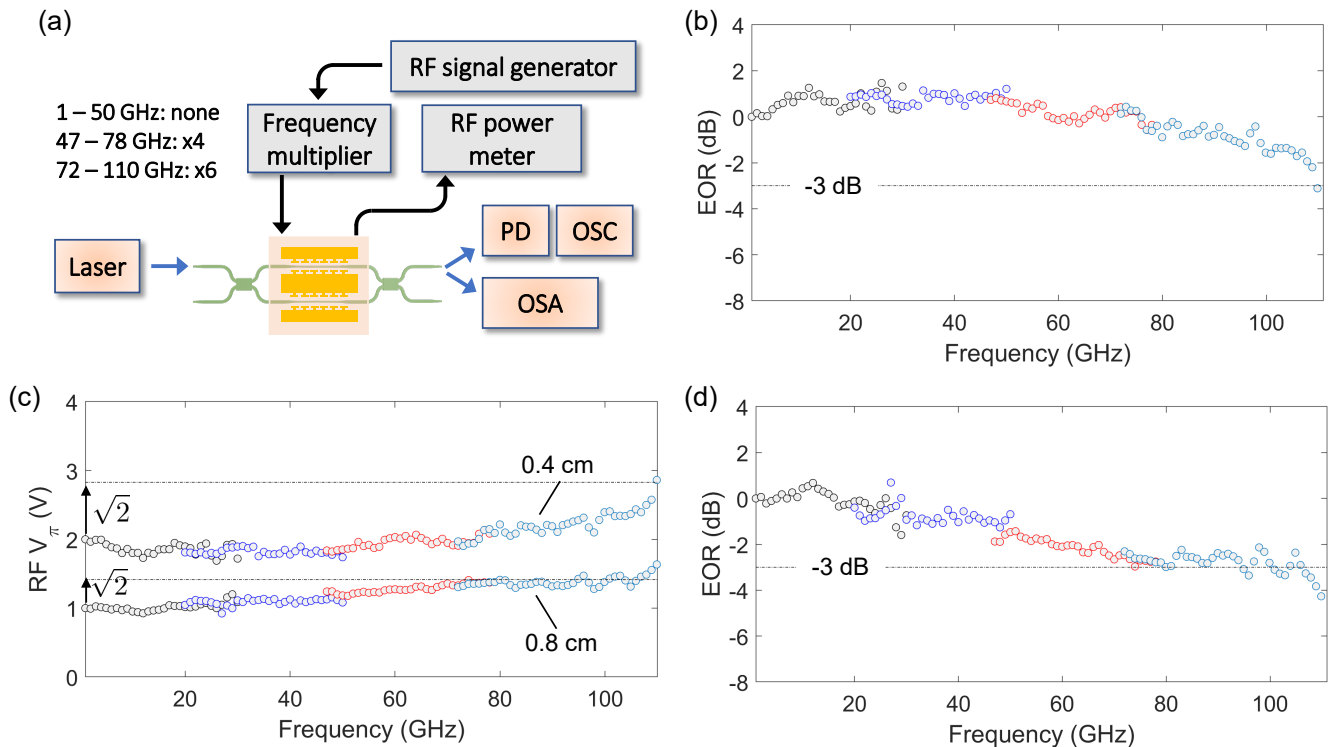 (a)
RF signal generator
1 – 50 GHz: none
47 – 78 GHz: x4
72 – 110 GHz: x6
Frequency
multiplier
RF power
meter
Laser
PD
OSC
OSA
(b)
EOR (dB)
4
2
0
-2
-4
-6
-8
-3 dB
20
40
60
80
100
Frequency (GHz)
(c)
RF Vπ (V)
4
3
2
1
0
√2
√2
0.4 cm
0.8 cm
20
40
60
80
100
Frequency (GHz)
(d)
EOR (dB)
4
2
0
-2
-4
-6
-8
-3 dB
20
40
60
80
100
Frequency (GHz)